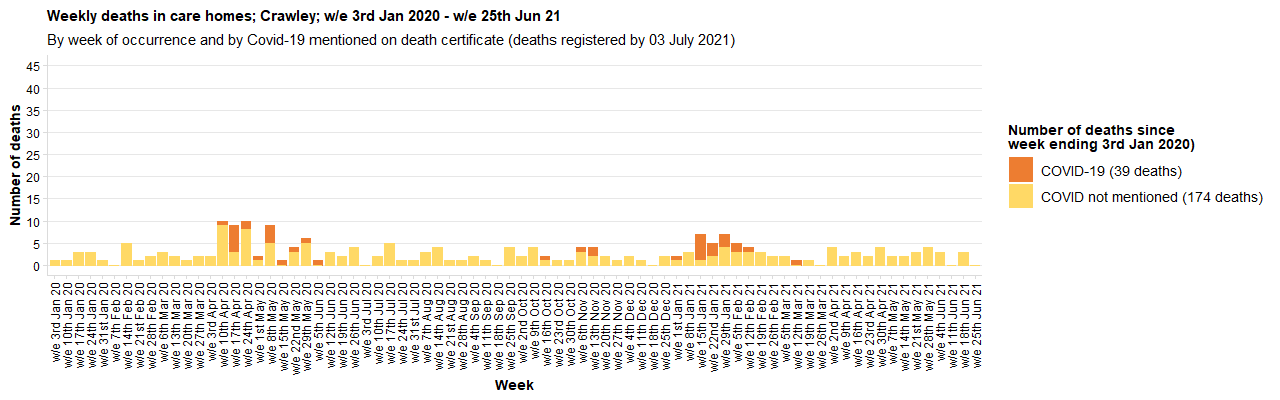 Weekly deaths in care homes; Crawley; w/e 3rd Jan 2020 - w/e 25th Jun 21
By week of occurrence and by Covid-19 mentioned on death certificate (deaths registered by 03 July 2021)
Number of deaths
45
40
35
30
25
20
15
10
5
0
w/e 3rd Jan 20
w/e 10th Jan 20
w/e 17th Jan 20
w/e 24th Jan 20
w/e 31st Jan 20
w/e 7th Feb 20
w/e 14th Feb 20
w/e 21st Feb 20
w/e 28th Feb 20
w/e 6th Mar 20
w/e 13th Mar 20
w/e 20th Mar 20
w/e 27th Mar 20
w/e 3rd Apr 20
w/e 10th Apr 20
w/e 17th Apr 20
w/e 24th Apr 20
w/e 1st May 20
w/e 8th May 20
w/e 15th May 20
w/e 22nd May 20
w/e 29th May 20
w/e 5th Jun 20
w/e 12th Jun 20
w/e 19th Jun 20
w/e 26th Jun 20
w/e 3rd Jul 20
w/e 10th Jul 20
w/e 17th Jul 20
w/e 24th Jul 20
w/e 31st Jul 20
w/e 7th Aug 20
w/e 14th Aug 20
w/e 21st Aug 20
w/e 28th Aug 20
w/e 4th Sep 20
w/e 11th Sep 20
w/e 18th Sep 20
w/e 25th Sep 20
w/e 2nd Oct 20
w/e 9th Oct 20
w/e 16th Oct 20
w/e 23rd Oct 20
w/e 30th Oct 20
w/e 6th Nov 20
w/e 13th Nov 20
w/e 20th Nov 20
w/e 27th Nov 20
w/e 4th Dec 20
w/e 11th Dec 20
w/e 18th Dec 20
w/e 25th Dec 20
w/e 1st Jan 21
w/e 8th Jan 21
w/e 15th Jan 21
w/e 22nd Jan 21
w/e 29th Jan 21
w/e 5th Feb 21
w/e 12th Feb 21
w/e 19th Feb 21
w/e 26th Feb 21
w/e 5th Mar 21
w/e 12th Mar 21
w/e 19th Mar 21
w/e 26th Mar 21
w/e 2nd Apr 21
w/e 9th Apr 21
w/e 16th Apr 21
w/e 23rd Apr 21
w/e 30th Apr 21
w/e 7th May 21
w/e 14th May 21
w/e 21st May 21
w/e 28th May 21
w/e 4th Jun 21
w/e 11th Jun 21
w/e 18th Jun 21
w/e 25th Jun 21
Week
Number of deaths since
week ending 3rd Jan 2020)
COVID-19 (39 deaths)
COVID not mentioned (174 deaths)